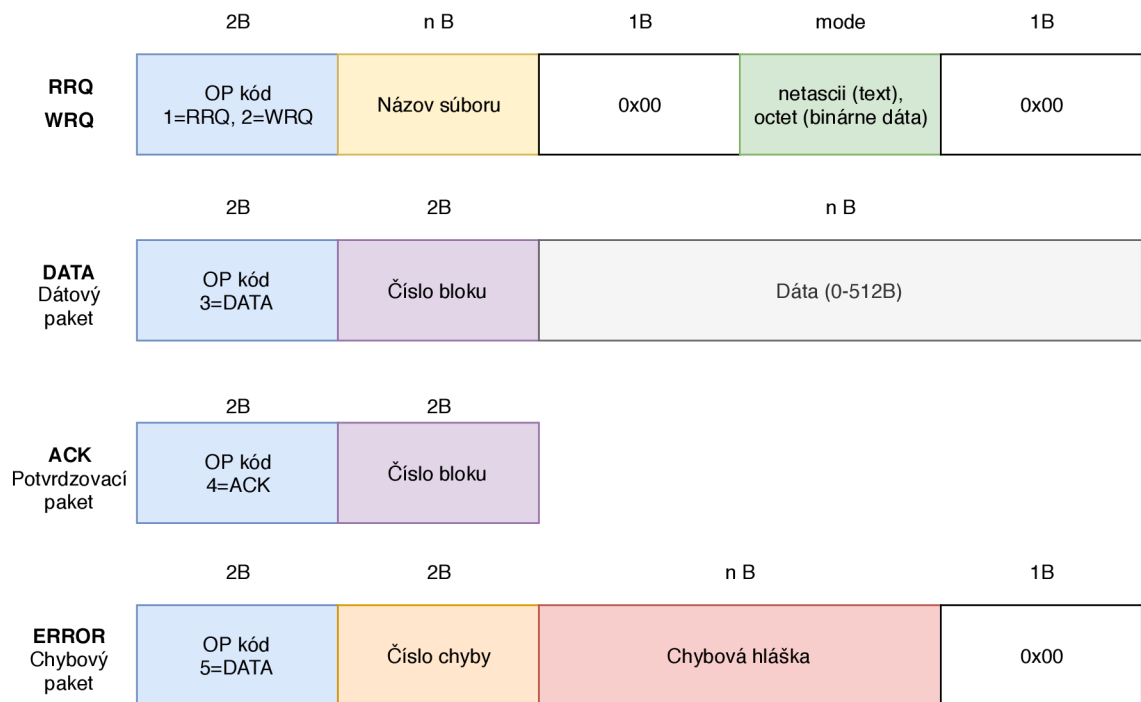 2B
n B
1B
mode
1B
RRQ
WRQ
OP kód
1=RRQ, 2=WRQ
Názov súboru
0x00
netascii (text),
octet (binárne dáta)
0x00
2B
2B
n B
DATA
Dátový
paket
OP kód
3=DATA
Číslo bloku
Dáta (0-512B)
2B
2B
ACK
Potvrdzovací
paket
OP kód
4=ACK
Číslo bloku
2B
2B
n B
1B
ERROR
Chybový
paket
OP kód
5=DATA
Číslo chyby
Chybová hláška
0x00